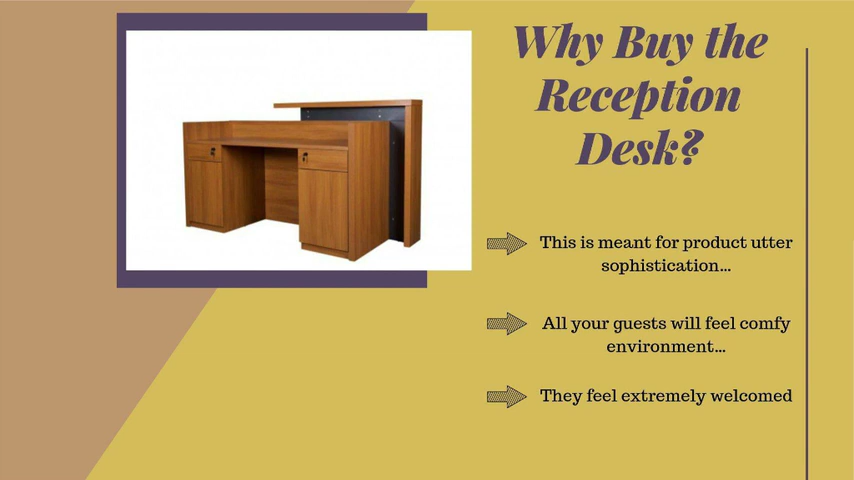 Why Buy the
Reception
Desk?
This is meant for product utter
sophistication...
All your guests will feel comfy
environment...
They feel extremely welcomed